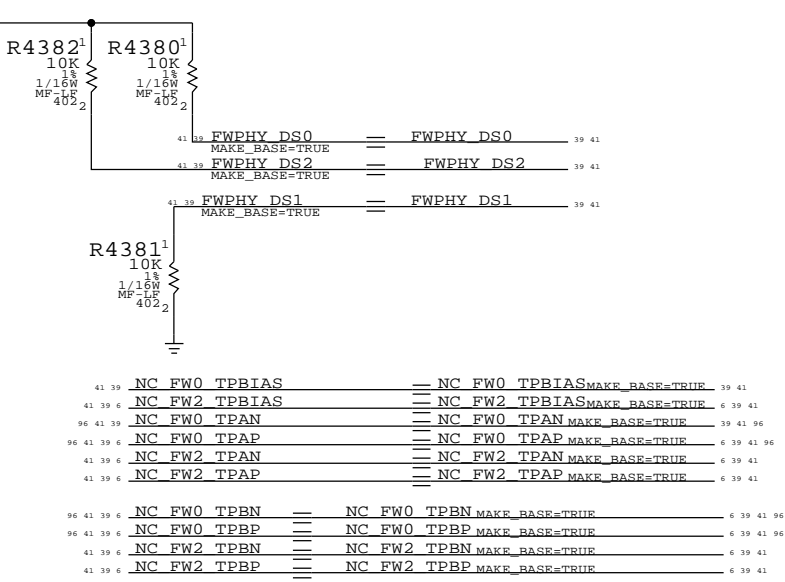 R4382 1 R4380 1
10K 10K
1% 1%
1/16W 1/16W
MF-LF MF-LF
402 2 402 2
41 39 FWPHY_DS0 FWPHY_DS0 39 41
MAKE_BASE=TRUE
41 39 FWPHY_DS2 FWPHY_DS2 39 41
MAKE_BASE=TRUE
41 39 FWPHY_DS1 FWPHY_DS1 39 41
MAKE_BASE=TRUE
R4381 1
10K
1%
1/16W
MF-LF
402 2
41 39 NC_FW0_TPBIAS NC_FW0_TPBIAS MAKE_BASE=TRUE 39 41
41 39 6 NC_FW2_TPBIAS NC_FW2_TPBIAS MAKE_BASE=TRUE 6 39 41
96 41 39 NC_FW0_TPAN NC_FW0_TPAN MAKE_BASE=TRUE 39 41 96
96 41 39 6 NC_FW0_TPAP NC_FW0_TPAP MAKE_BASE=TRUE 6 39 41 96
41 39 6 NC_FW2_TPAN NC_FW2_TPAN MAKE_BASE=TRUE 6 39 41
41 39 6 NC_FW2_TPAP NC_FW2_TPAP MAKE_BASE=TRUE 6 39 41
96 41 39 6 NC_FW0_TPBN NC_FW0_TPBN MAKE_BASE=TRUE 6 39 41 96
96 41 39 6 NC_FW0_TPBP NC_FW0_TPBP MAKE_BASE=TRUE 6 39 41 96
41 39 6 NC_FW2_TPBN NC_FW2_TPBN MAKE_BASE=TRUE 6 39 41
41 39 6 NC_FW2_TPBP NC_FW2_TPBP MAKE_BASE=TRUE 6 39 41